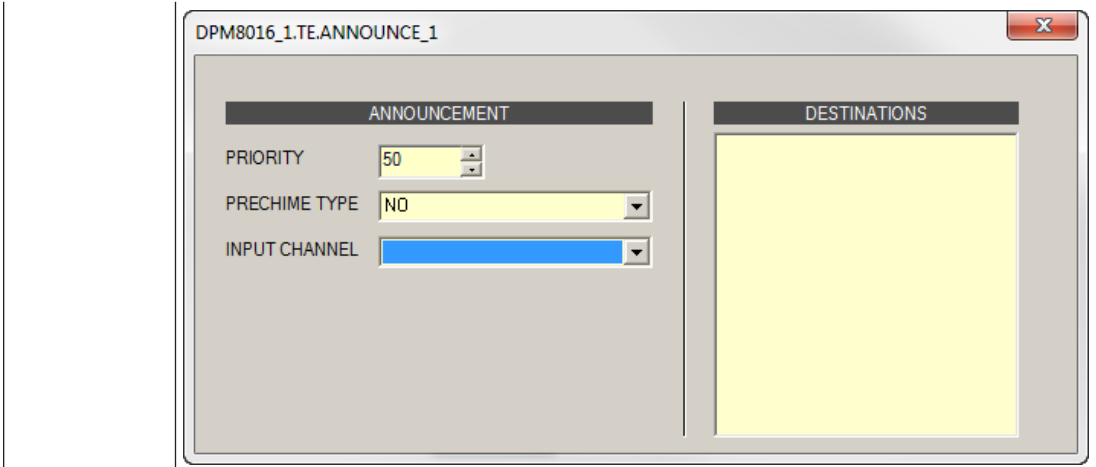 DPM8016_1.TE.ANNOUNCE_1
ANNOUNCEMENT
PRIORITY 50
PRECHIME TYPE NO
INPUT CHANNEL
DESTINATIONS